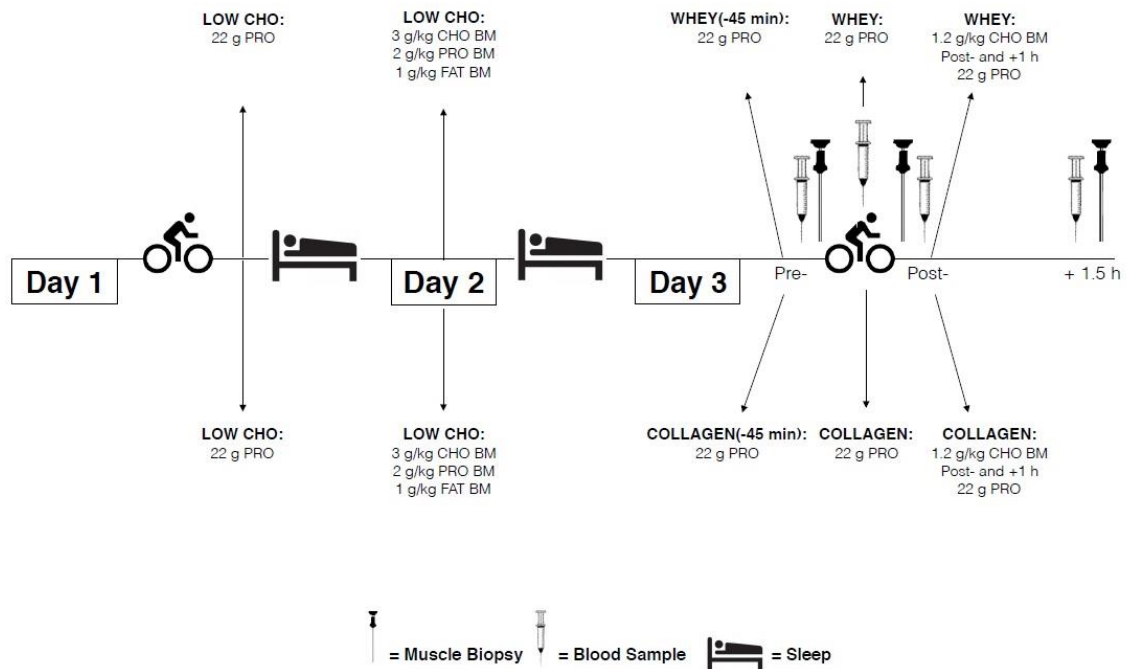 LOW CHO:
22 g PRO
LOW CHO:
3 g/kg CHO BM
2 g/kg PRO BM
1 g/kg FAT BM
WHEY(-45 min):
22 g PRO
WHEY:
22 g PRO
WHEY:
1.2 g/kg CHO BM
Post- and +1 h
22 g PRO
Day 1
Day 2
Day 3
Pre-
Post-
+ 1.5 h
LOW CHO:
22 g PRO
LOW CHO:
3 g/kg CHO BM
2 g/kg PRO BM
1 g/kg FAT BM
COLLAGEN(-45 min):
22 g PRO
COLLAGEN:
22 g PRO
COLLAGEN:
1.2 g/kg CHO BM
Post- and +1 h
22 g PRO
= Muscle Biopsy
= Blood Sample
= Sleep